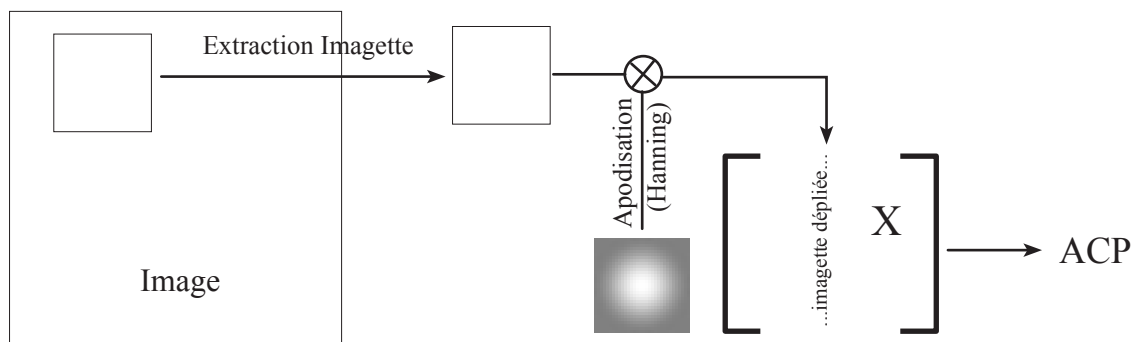 Extraction Imagette
Apodisation
(Hanning)
...imagette dépliée...
X
ACP
Image